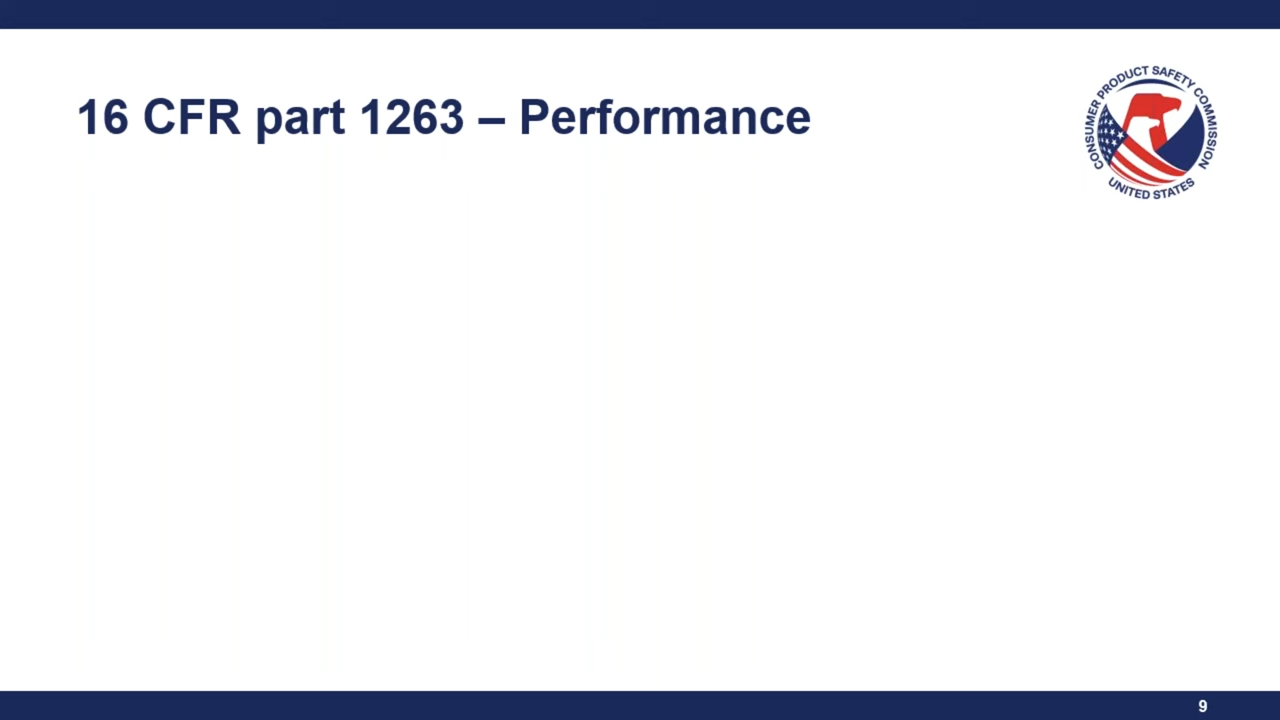 16 CFR part 1263 – Performance
CONSUMER PRODUCT SAFETY COMMISSION
UNITED STATES
9